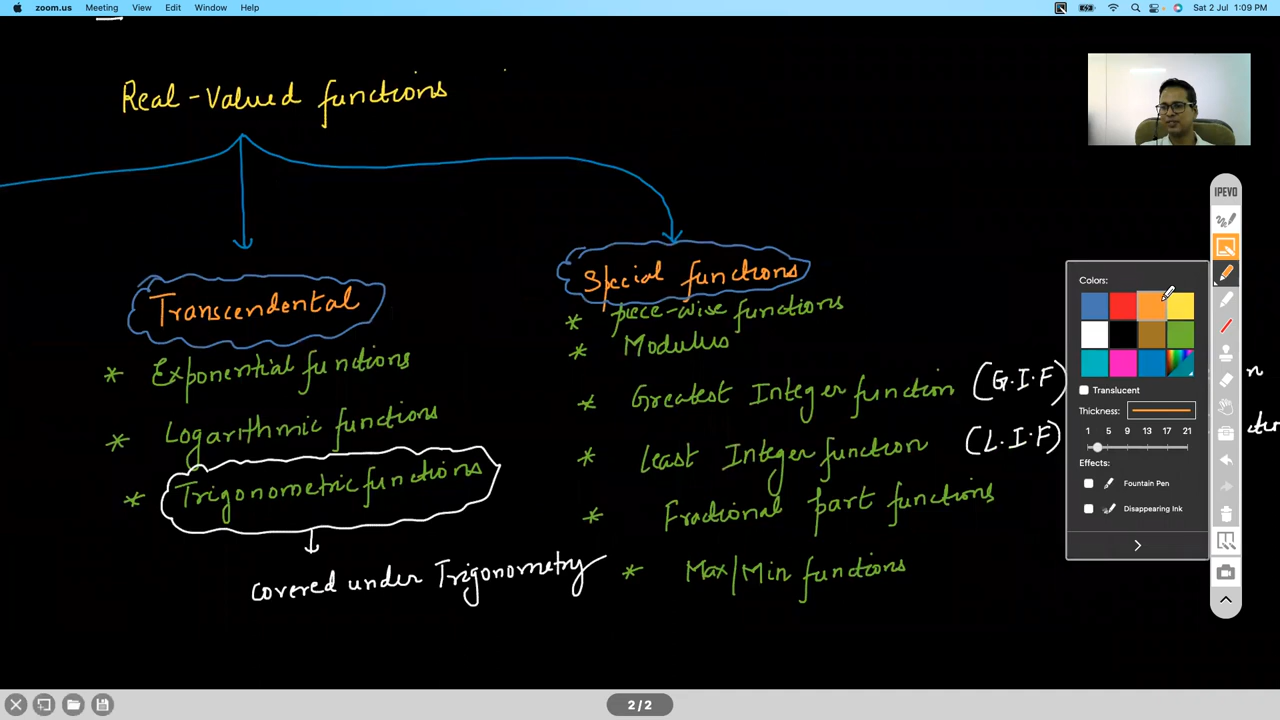 zoom.us Meeting View Edit Window Help
Sat 2 Jul 1:09 PM
Real-Valued functions
Transcendental
* Exponential functions
* Logarithmic functions
* Trigonometric functions
covered under Trigonometry
Special functions
* piece-wise functions
* Modulus
* Greatest Integer function (G.I.F)
* Least Integer function (L.I.F)
* Fractional part functions
* Max/Min functions
IPEVO
Colors:
Translucent
Thickness:
1 5 9 13 17 21
Effects:
Fountain Pen
Disappearing Ink
2/2